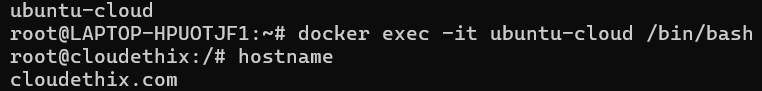 ubuntu-cloud
root@LAPTOP-HPUOTJF1:~# docker exec -it ubuntu-cloud /bin/bash
root@cloudethix:/# hostname
cloudethix.com